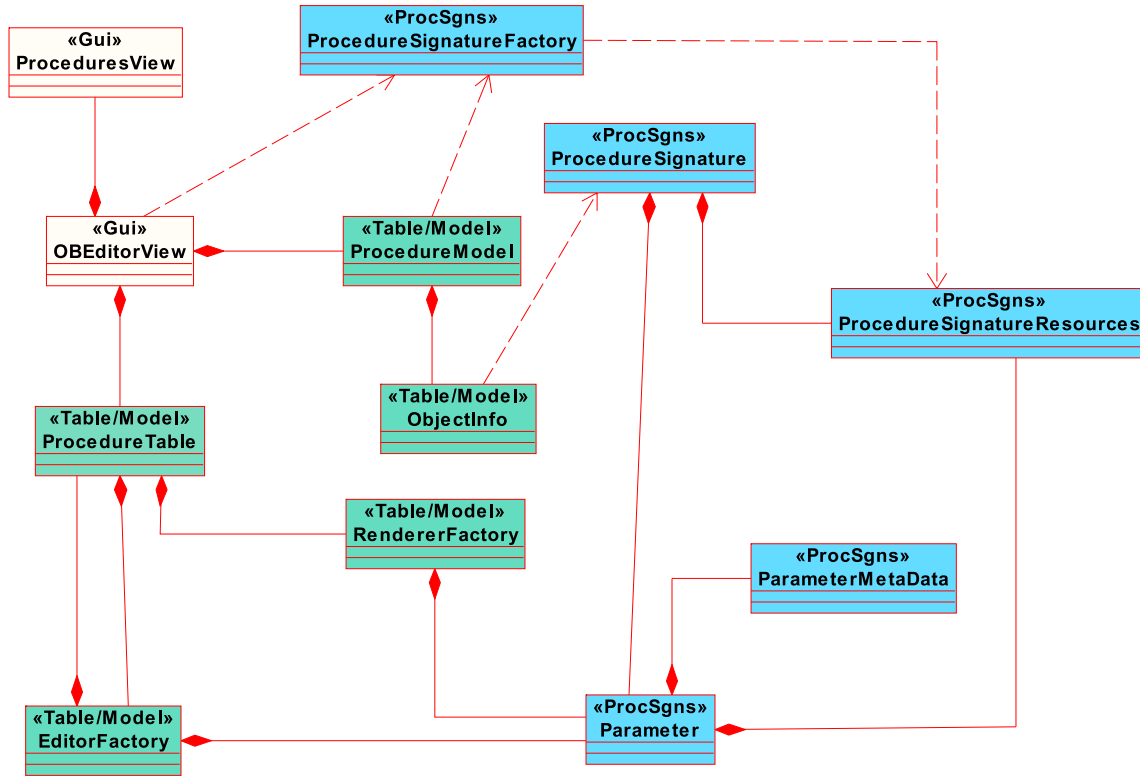 «ProcSgns»
ProcedureSignatureFactory
«Gui»
ProceduresView
«ProcSgns»
ProcedureSignature
«Gui»
OBEditorView
«Table/Model»
ProcedureModel
«ProcSgns»
ProcedureSignatureResources
«Table/Model»
ObjectInfo
«Table/Model»
ProcedureTable
«Table/Model»
RendererFactory
«ProcSgns»
ParameterMetaData
«Table/Model»
EditorFactory
«ProcSgns»
Parameter